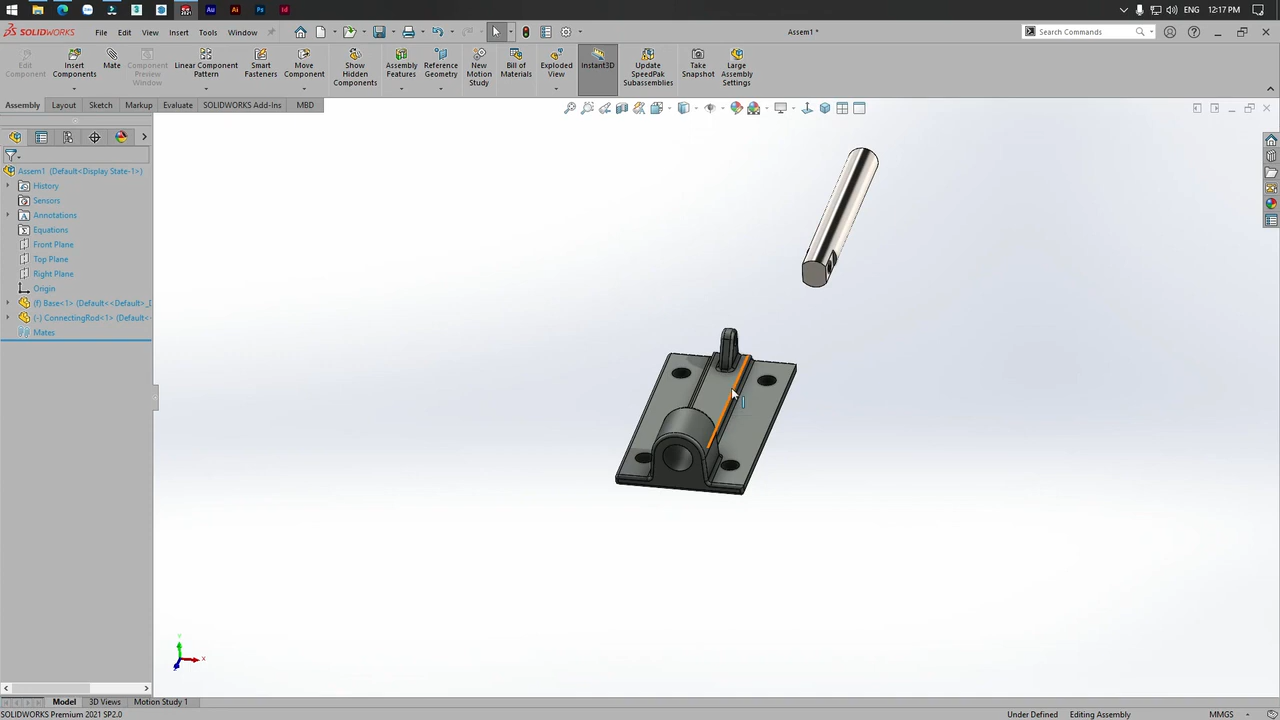 ENG 12:17 PM
SOLIDWORKS File Edit View Insert Tools Window Assem1 * Search Commands
Edit Component
Insert Components
Mate
Component Preview Window
Linear Component Pattern
Smart Fasteners
Move Component
Show Hidden Components
Assembly Features
Reference Geometry
New Motion Study
Bill of Materials
Exploded View
Instant3D
Update SpeedPak Subassemblies
Take Snapshot
Large Assembly Settings
Assembly Layout Sketch Markup Evaluate SOLIDWORKS Add-Ins MBD
Assem1 (Default<Display State-1>)
History
Sensors
Annotations
Equations
Front Plane
Top Plane
Right Plane
Origin
(f) Base<1> (Default<<Default>_D
(-) ConnectingRod<1> (Default<
Mates
Model 3D Views Motion Study 1
SOLIDWORKS Premium 2021 SP2.0 Under Defined Editing Assembly MMGS